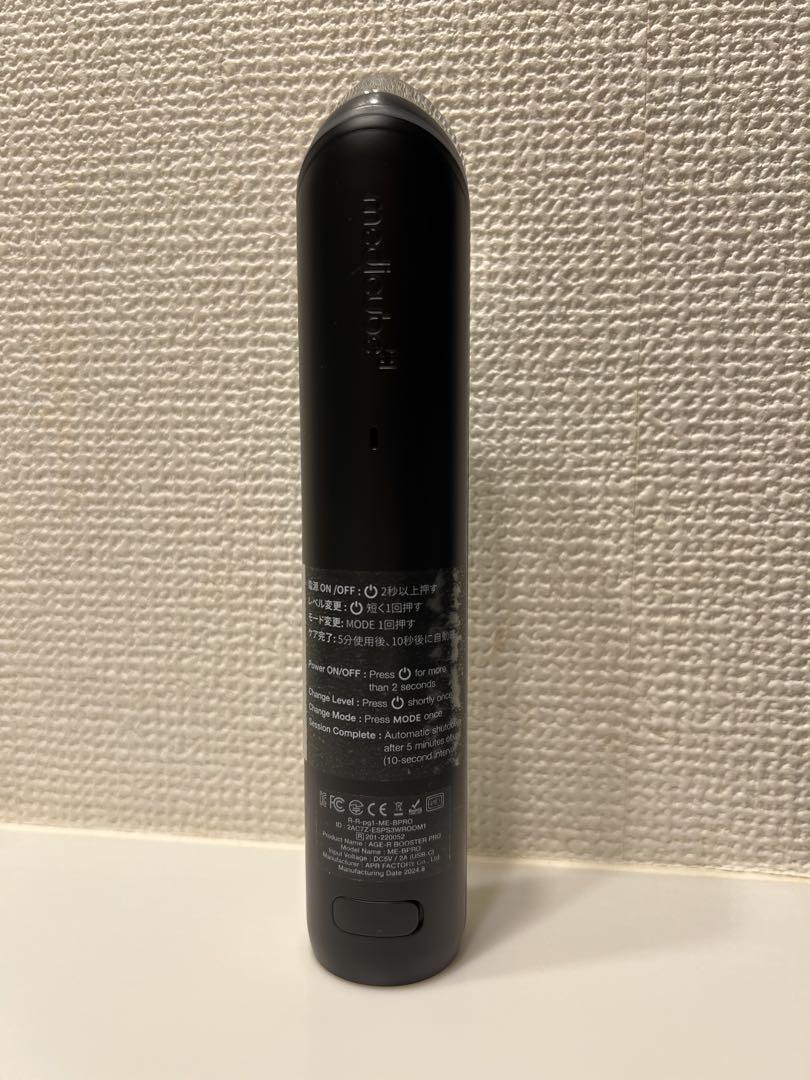 medicube
電源 ON /OFF : 2秒以上押す
レベル変更 : 短く1回押す
モード変更: MODE 1回押す
ケア完了: 5分使用後、10秒後に自動
Power ON/OFF : Press for more
than 2 seconds
Change Level : Press shortly once
Change Mode : Press MODE once
Session Complete : Automatic
after 5 minutes
(10-second
FC CE
R-R-pg1-ME-BPRO
ID : 2AC7Z-ESPS3WROOM1
R 201-220052
Product Name : AGE-R BOOSTER PRO
Model Name : ME-BPRO
Input Voltage : DC5V / 2A (USB-C)
Manufacturer : APR FACTORY Co., Ltd.
Manufacturing Date 2024.8